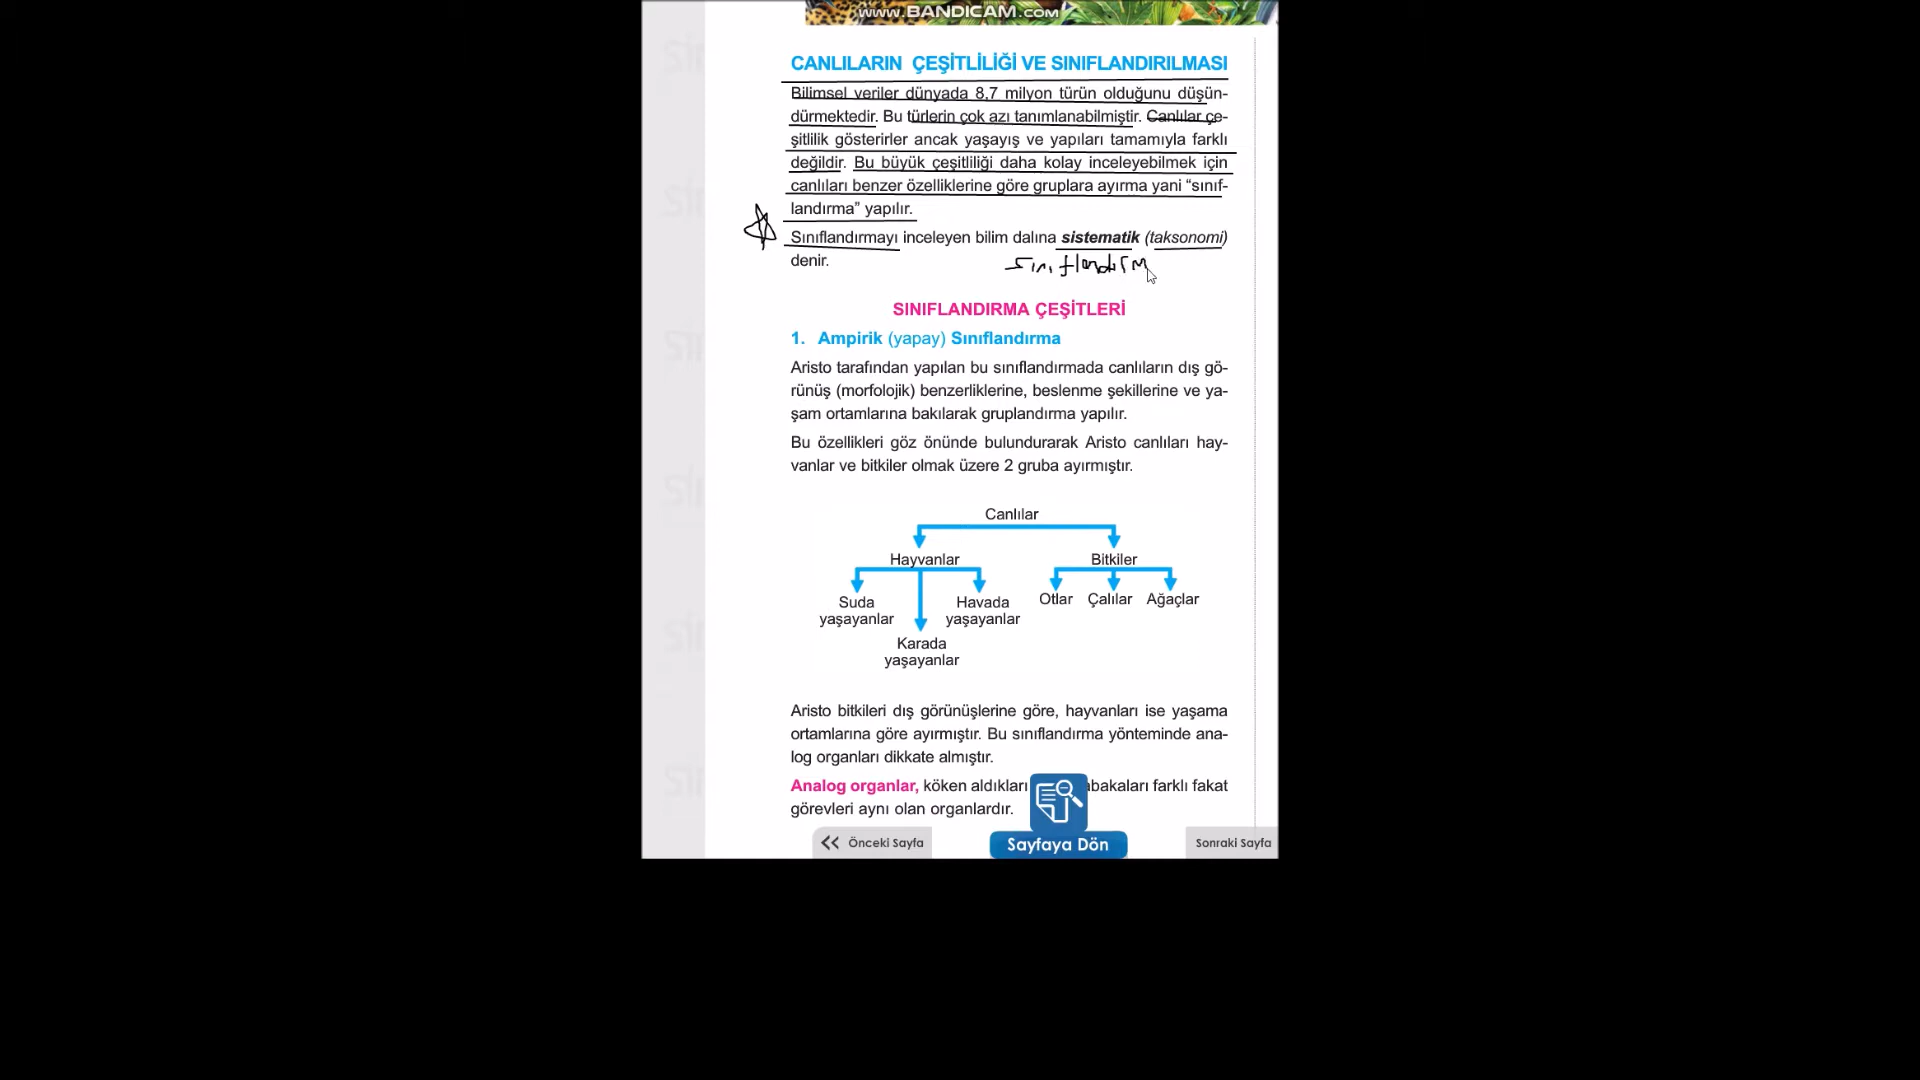 www.BANDICAM.com
CANLILARIN ÇEŞİTLİLİĞİ VE SINIFLANDIRILMASI
Bilimsel veriler dünyada 8,7 milyon türün olduğunu düşün-
dürmektedir. Bu türlerin çok azı tanımlanabilmiştir. Canlılar çe-
şitlilik gösterirler ancak yaşayış ve yapıları tamamıyla farklı
değildir. Bu büyük çeşitliliği daha kolay inceleyebilmek için
canlıları benzer özelliklerine göre gruplara ayırma yani “sınıf-
landırma” yapılır.
Sınıflandırmayı inceleyen bilim dalına sistematik (taksonomi)
denir.
sınıflandırm
SINIFLANDIRMA ÇEŞİTLERİ
1. Ampirik (yapay) Sınıflandırma
Aristo tarafından yapılan bu sınıflandırmada canlıların dış gö-
rünüş (morfolojik) benzerliklerine, beslenme şekillerine ve ya-
şam ortamlarına bakılarak gruplandırma yapılır.
Bu özellikleri göz önünde bulundurarak Aristo canlıları hay-
vanlar ve bitkiler olmak üzere 2 gruba ayırmıştır.
Canlılar
Hayvanlar Bitkiler
Suda yaşayanlar
Havada yaşayanlar
Otlar Çalılar Ağaçlar
Karada
yaşayanlar
Aristo bitkileri dış görünüşlerine göre, hayvanları ise yaşama
ortamlarına göre ayırmıştır. Bu sınıflandırma yönteminde ana-
log organları dikkate almıştır.
Analog organlar, köken aldıkları abakaları farklı fakat
görevleri aynı olan organlardır.
Önceki Sayfa
Sayfaya Dön
Sonraki Sayfa